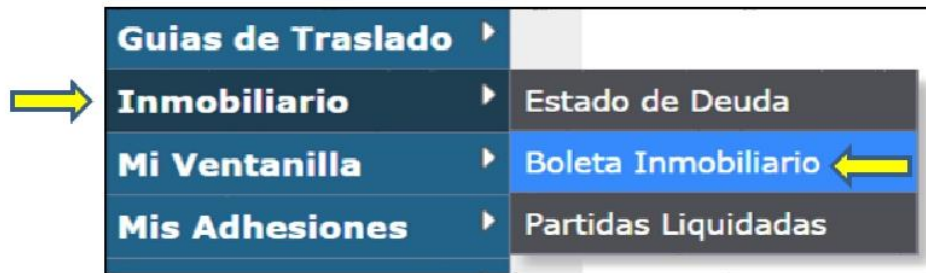 Guias de Traslado
Inmobiliario
Estado de Deuda
Mi Ventanilla
Boleta Inmobiliario
Mis Adhesiones
Partidas Liquidadas